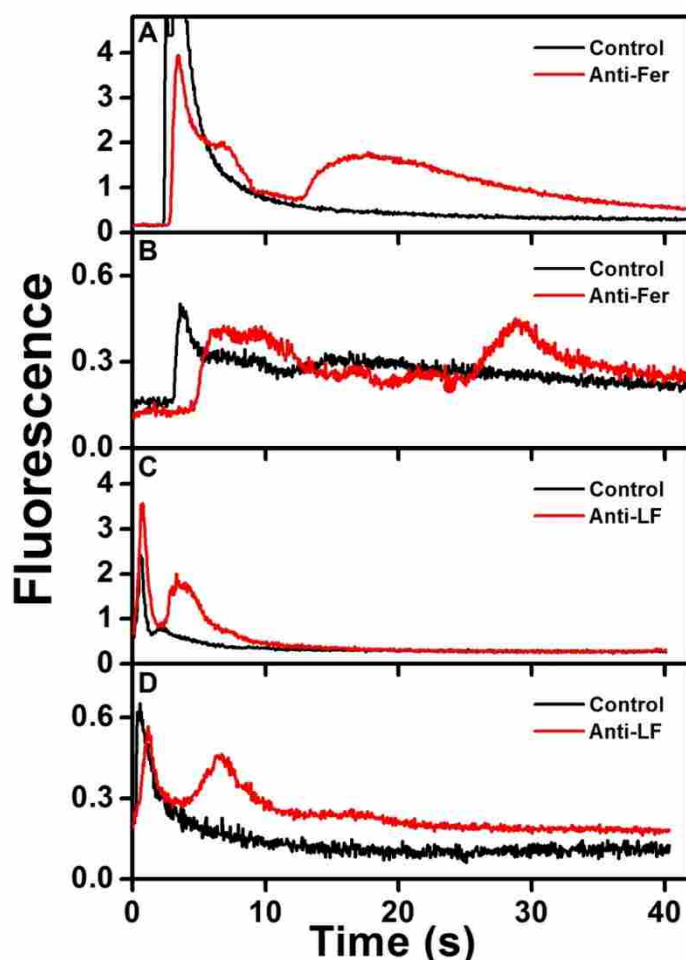 A
Control
Anti-Fer
4
3
2
1
0
B
Control
Anti-Fer
0.6
0.3
0.0
C
Control
Anti-LF
4
3
2
1
0
D
Control
Anti-LF
0.6
0.3
0.0
0 10 20 30 40
Time (s)
Fluorescence